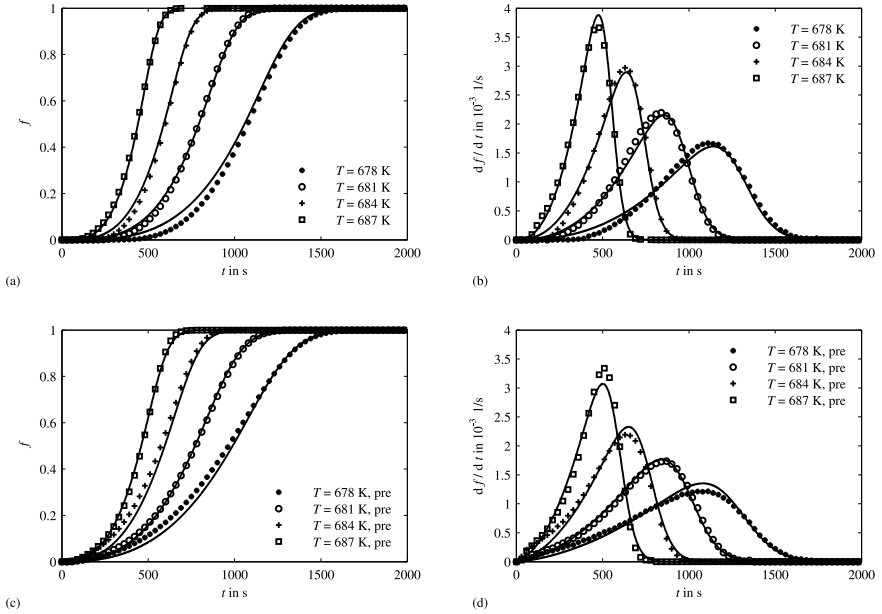 1
0.8
0.6
0.4
0.2
0
f
T = 678 K
T = 681 K
T = 684 K
T = 687 K
0 500 1000 1500 2000
t in s
(a)
4
3.5
3
2.5
2
1.5
1
0.5
0
d f / d t in 10⁻³ 1/s
T = 678 K
T = 681 K
T = 684 K
T = 687 K
0 500 1000 1500 2000
t in s
(b)
1
0.8
0.6
0.4
0.2
0
f
T = 678 K, pre
T = 681 K, pre
T = 684 K, pre
T = 687 K, pre
0 500 1000 1500 2000
t in s
(c)
4
3.5
3
2.5
2
1.5
1
0.5
0
d f / d t in 10⁻³ 1/s
T = 678 K, pre
T = 681 K, pre
T = 684 K, pre
T = 687 K, pre
0 500 1000 1500 2000
t in s
(d)